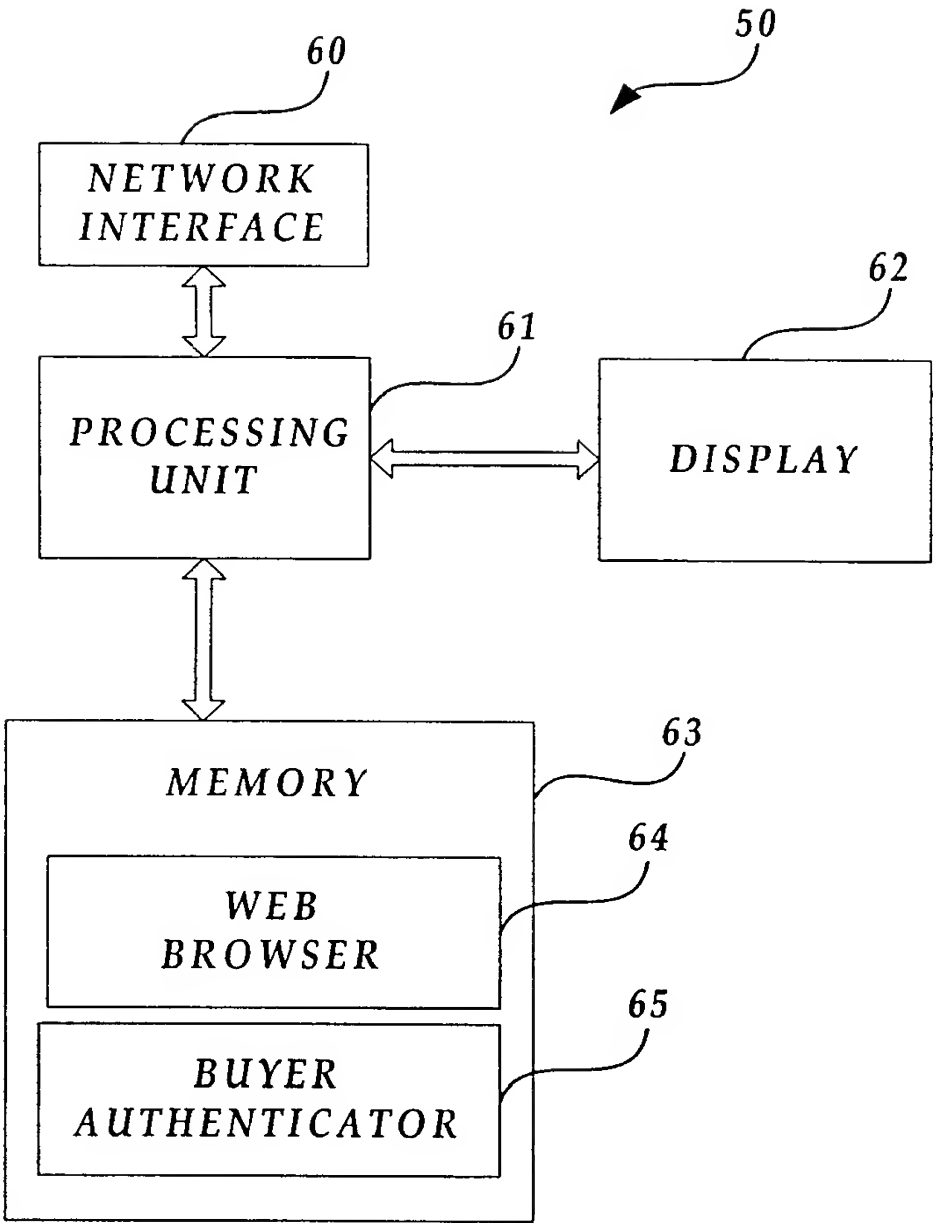 50
60
NETWORK
INTERFACE
62
61
PROCESSING
UNIT
DISPLAY
63
MEMORY
64
WEB
BROWSER
65
BUYER
AUTHENTICATOR